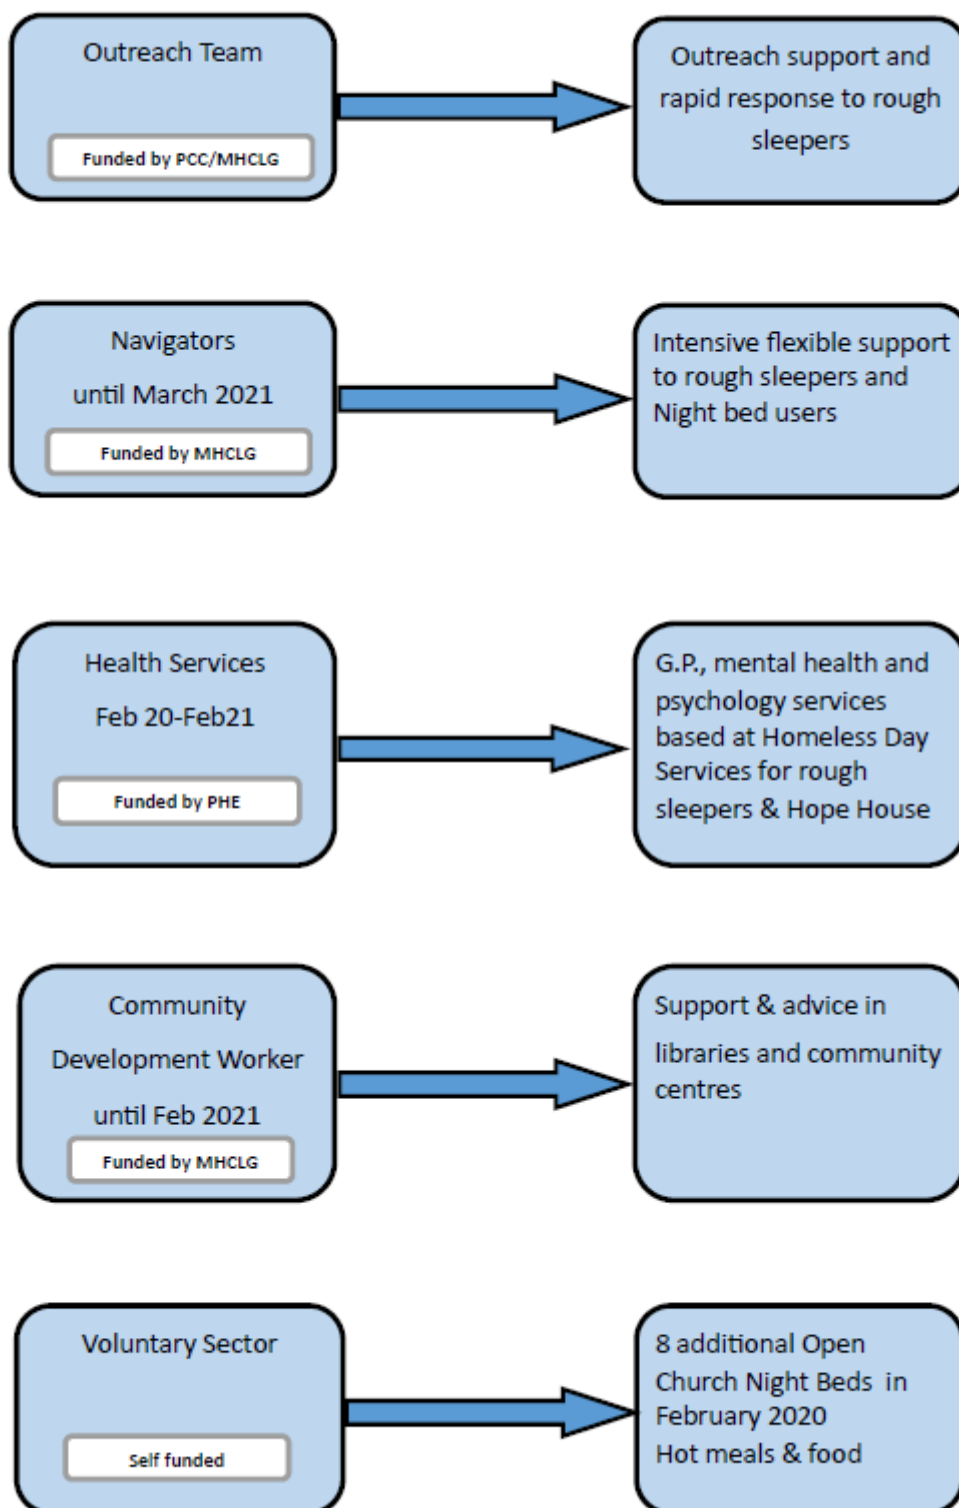 Outreach Team
Funded by PCC/MHCLG
Outreach support and
rapid response to rough
sleepers
Navigators
until March 2021
Funded by MHCLG
Intensive flexible support
to rough sleepers and
Night bed users
Health Services
Feb 20-Feb21
Funded by PHE
G.P., mental health and
psychology services
based at Homeless Day
Services for rough
sleepers & Hope House
Community
Development Worker
until Feb 2021
Funded by MHCLG
Support & advice in
libraries and community
centres
Voluntary Sector
Self funded
8 additional Open
Church Night Beds in
February 2020
Hot meals & food